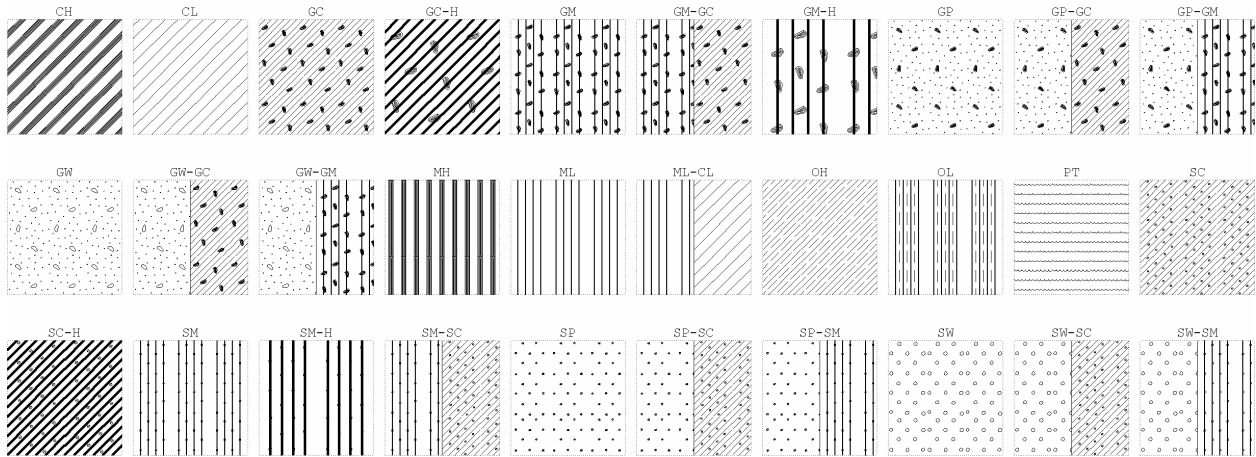 CH CL GC GC-H GM GM-GC GM-H GP GP-GC GP-GM
GW GW-GC GW-GM MH ML ML-CL OH OL PT SC
SC-H SM SM-H SM-SC SP SP-SC SP-SM SW SW-SC SW-SM